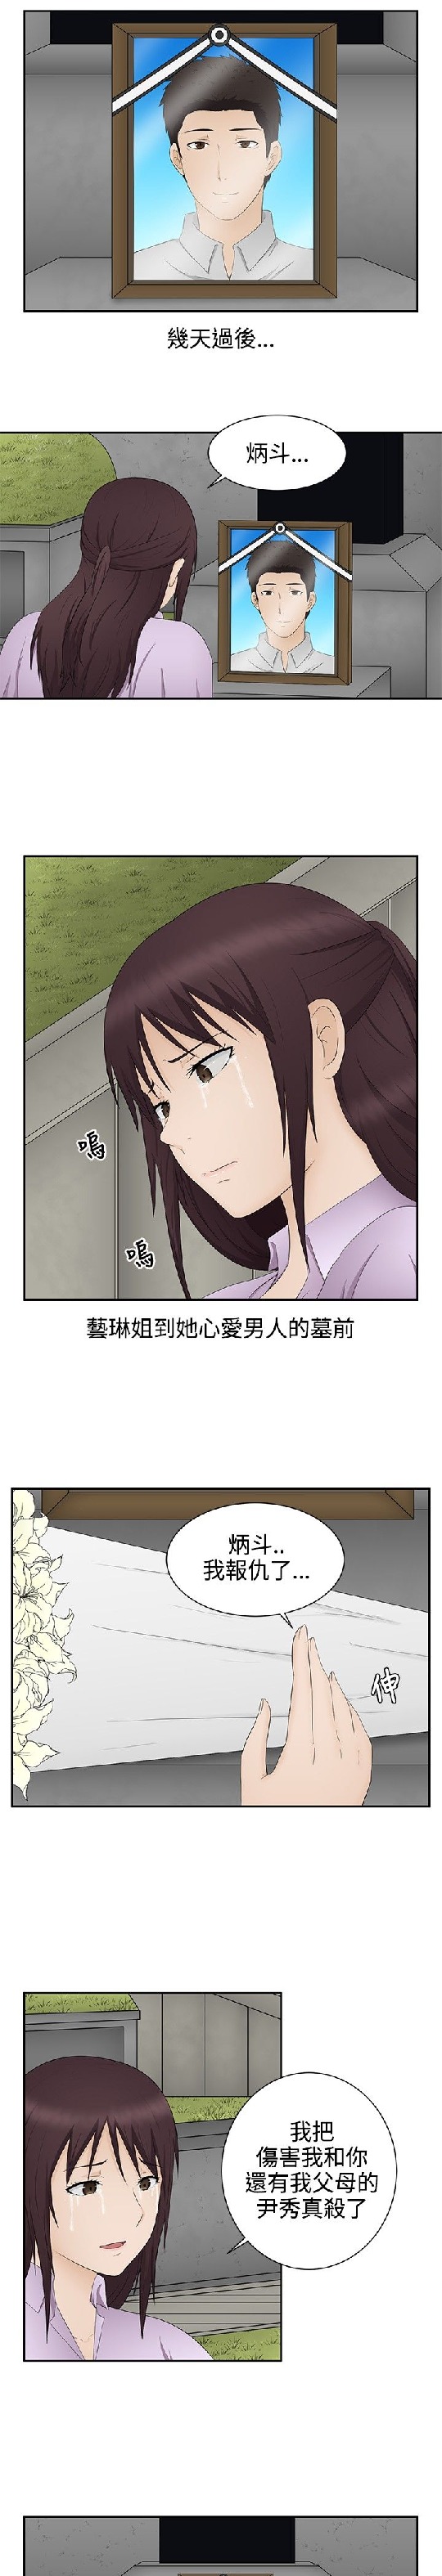 幾天過後...
炳斗...
嗚
嗚
藝琳姐到她心愛男人的墓前
炳斗..
我報仇了...
伸
我把
傷害我和你
還有我父母的
尹秀真殺了